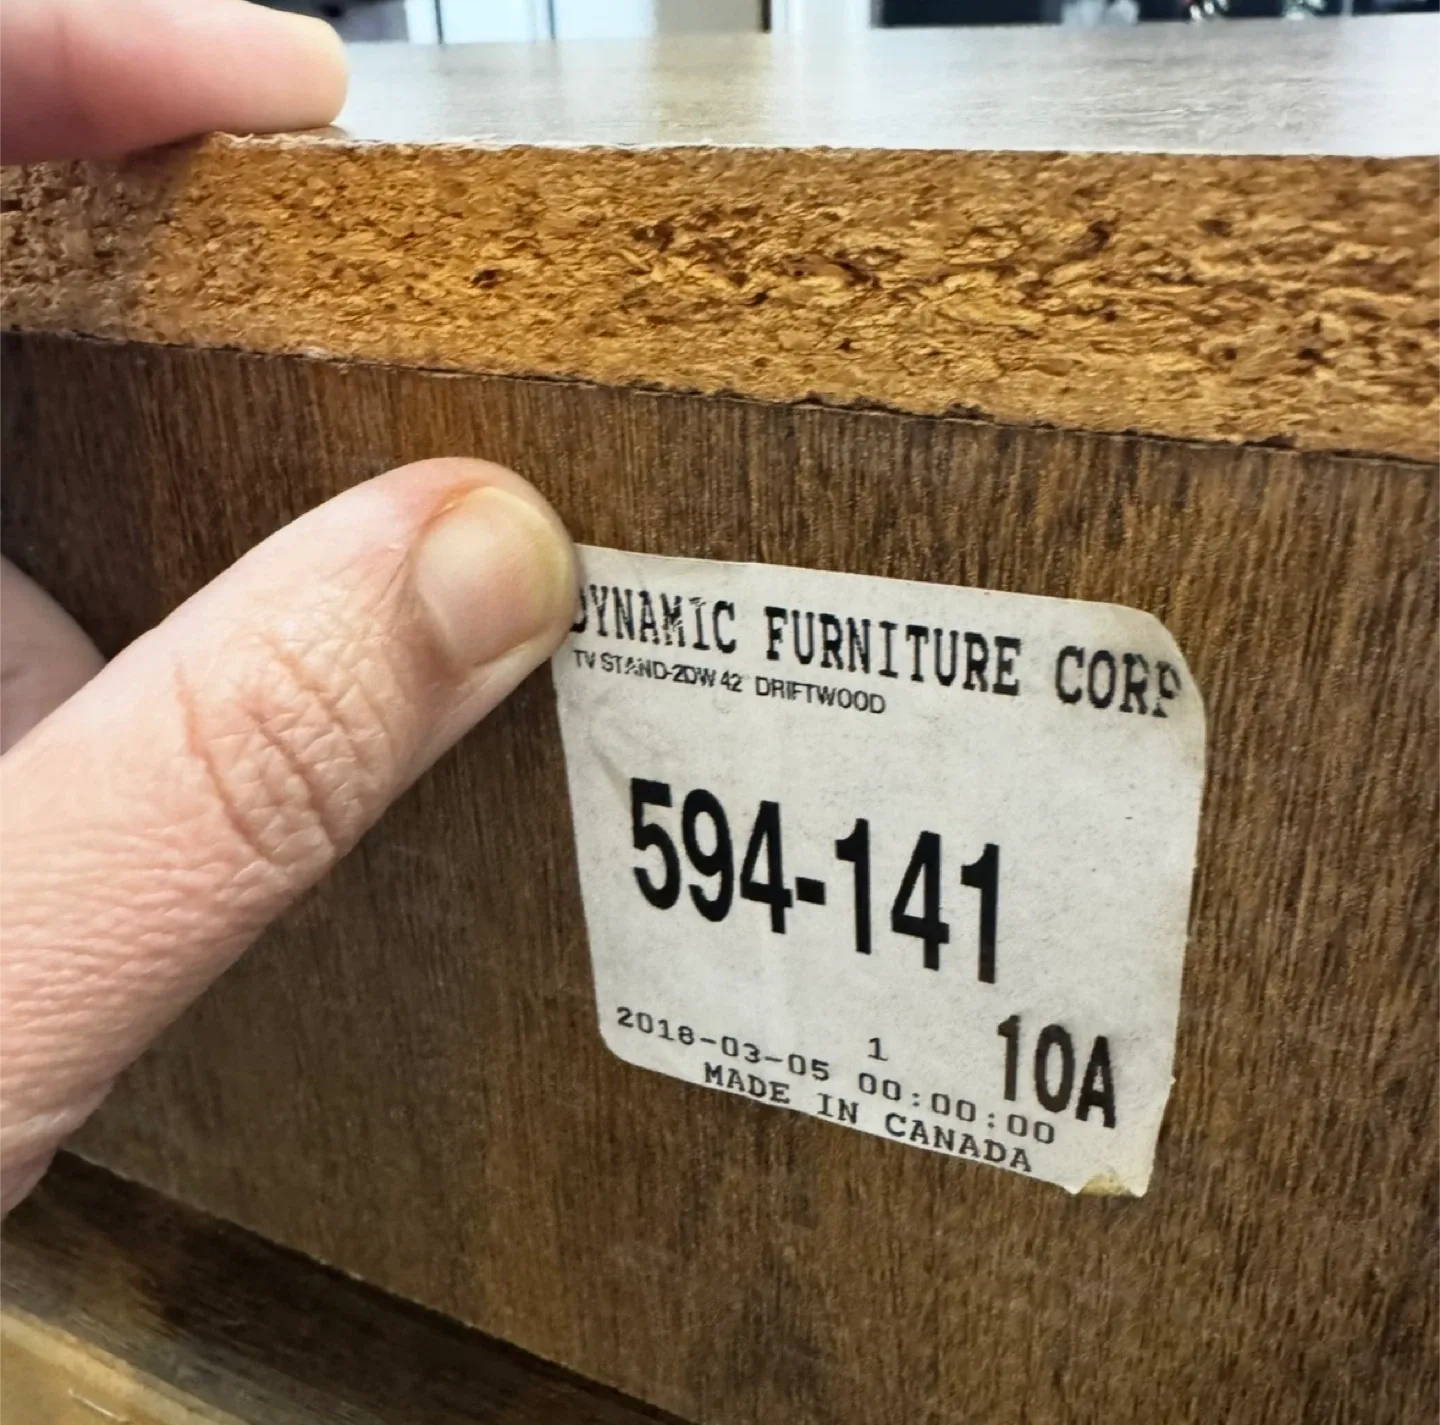 DYNAMIC FURNITURE CORP
TV STAND-2DW 42 DRIFTWOOD
594-141
1
10A
2018-03-05 00:00:00
MADE IN CANADA